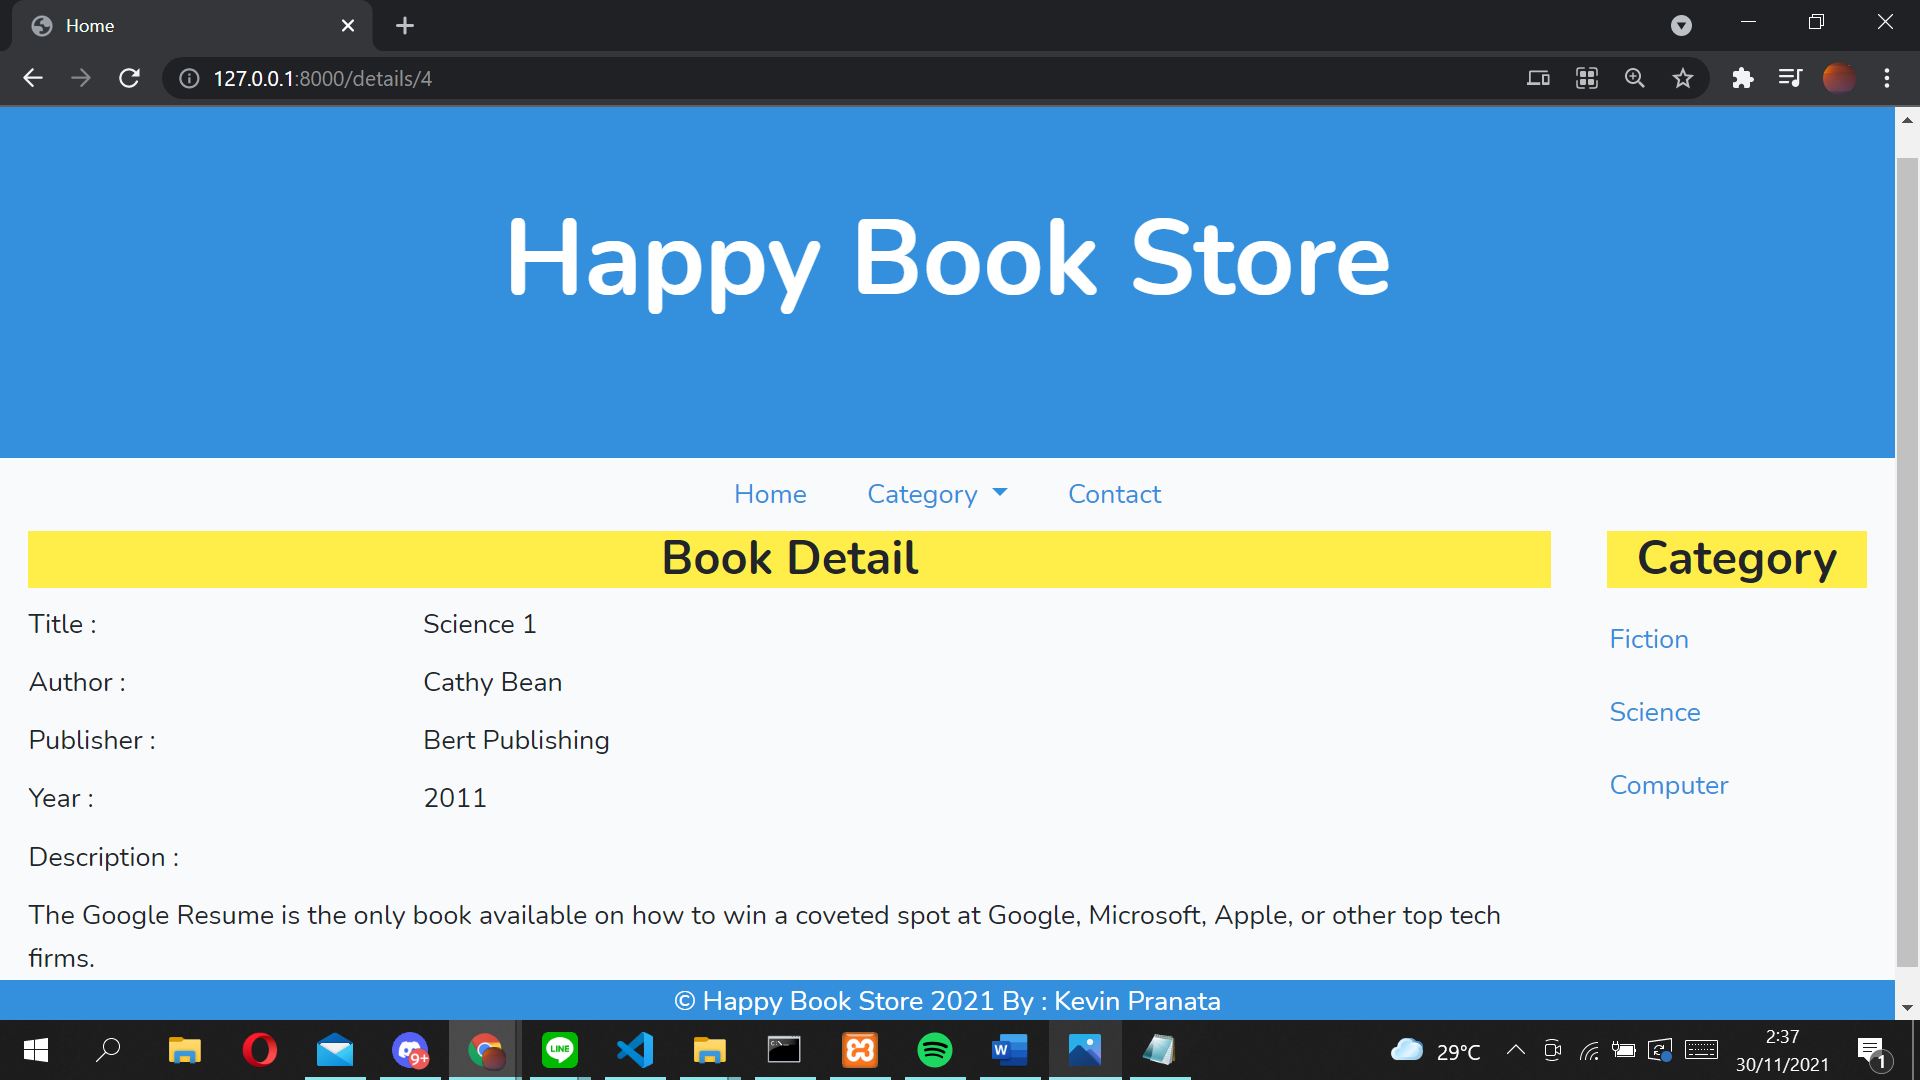 Home
127.0.0.1:8000/details/4
Happy Book Store
Home Category Contact
Book Detail
Category
Title : Science 1
Author : Cathy Bean
Publisher : Bert Publishing
Year : 2011
Description :
The Google Resume is the only book available on how to win a coveted spot at Google, Microsoft, Apple, or other top tech
firms.
Fiction
Science
Computer
© Happy Book Store 2021 By : Kevin Pranata
9+
LINE
W
29°C
2:37
30/11/2021
1